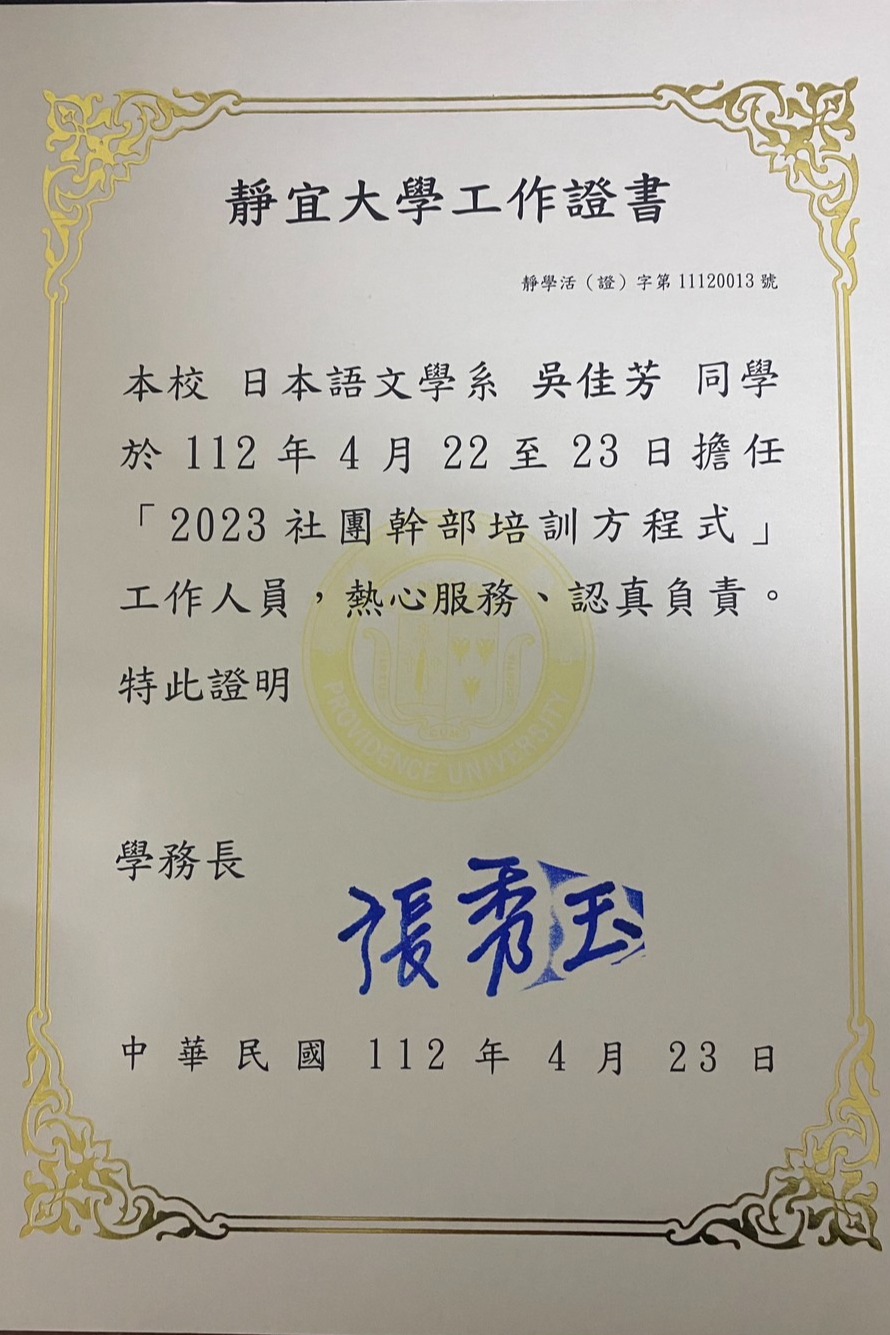 靜宜大學工作證書
靜學活（證）字第 11120013 號
本校 日本語文學系 吳佳芳 同學
於 112 年 4 月 22 至 23 日擔任
「2023 社團幹部培訓方程式」
工作人員，熱心服務、認真負責。
特此證明
PROVIDENCE UNIVERSITY
學務長
張秀玉
中華民國 112 年 4 月 23 日